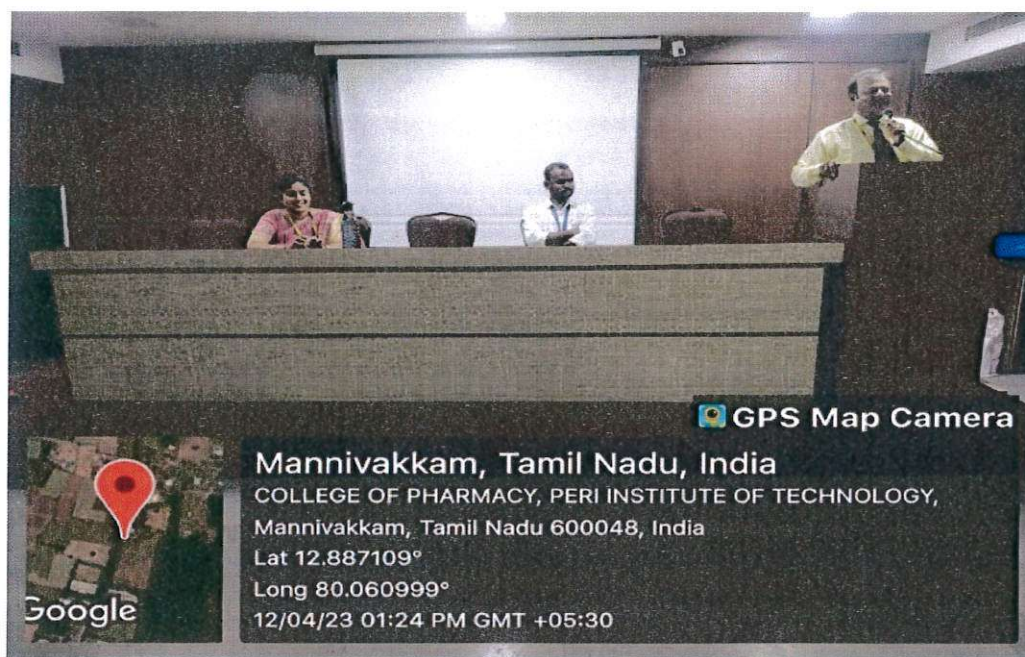 GPS Map Camera
Mannivakkam, Tamil Nadu, India
COLLEGE OF PHARMACY, PERI INSTITUTE OF TECHNOLOGY,
Mannivakkam, Tamil Nadu 600048, India
Lat 12.887109°
Long 80.060999°
12/04/23 01:24 PM GMT +05:30
Google